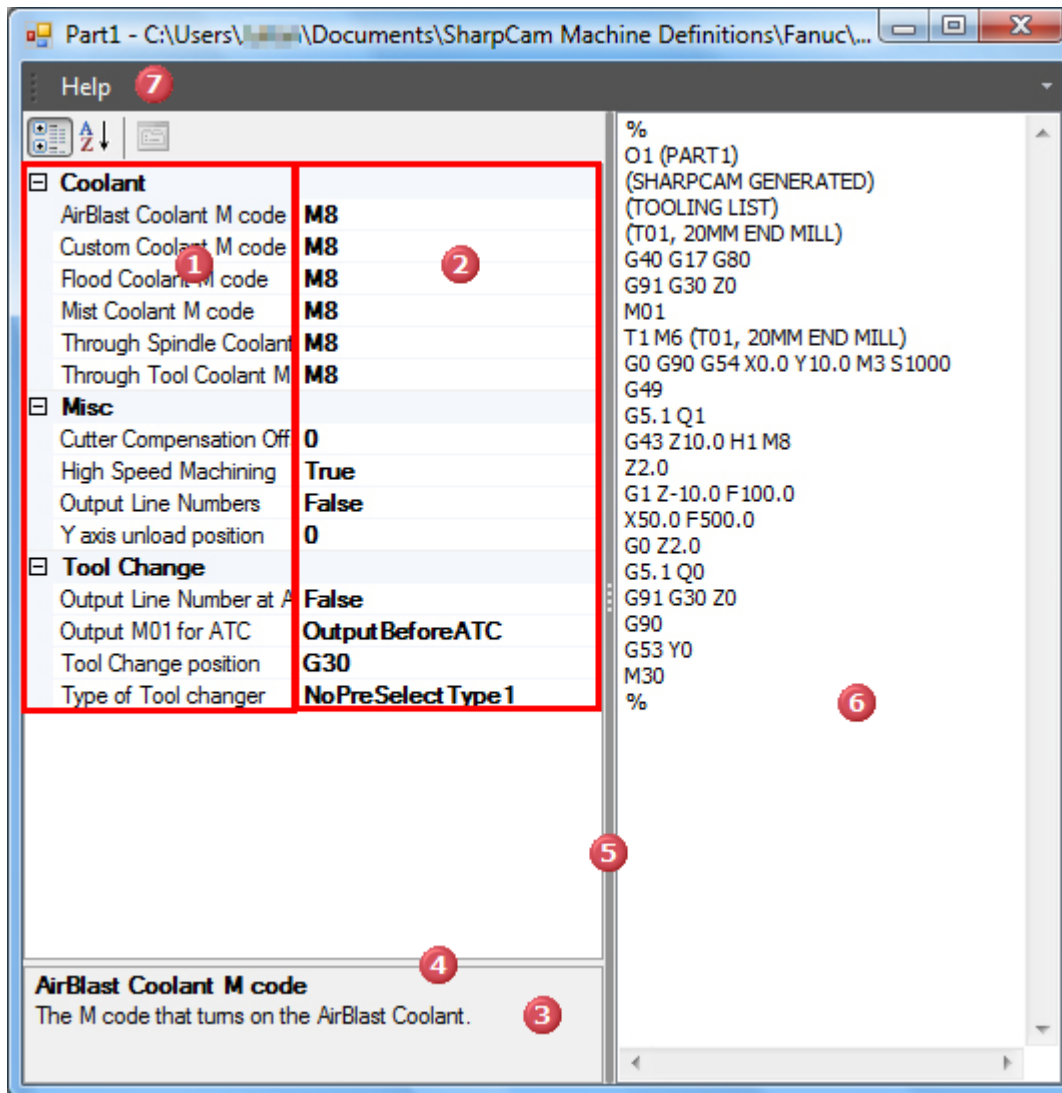 Part1 - C:\Users\ \Documents\SharpCam Machine Definitions\Fanuc\...
Help 7
A Z
Coolant
AirBlast Coolant M code M8
Custom Coolant M code M8
1 2
Flood Coolant M code M8
Mist Coolant M code M8
Through Spindle Coolant M8
Through Tool Coolant M M8
Misc
Cutter Compensation Off 0
High Speed Machining True
Output Line Numbers False
Y axis unload position 0
Tool Change
Output Line Number at A False
Output M01 for ATC OutputBeforeATC
Tool Change position G30
Type of Tool changer NoPreSelectType1
5
4
AirBlast Coolant M code
The M code that turns on the AirBlast Coolant. 3
%
O1 (PART1)
(SHARPCAM GENERATED)
(TOOLING LIST)
(T01, 20MM END MILL)
G40 G17 G80
G91 G30 Z0
M01
T1 M6 (T01, 20MM END MILL)
G0 G90 G54 X0.0 Y10.0 M3 S1000
G49
G5.1 Q1
G43 Z10.0 H1 M8
Z2.0
G1 Z-10.0 F100.0
X50.0 F500.0
G0 Z2.0
G5.1 Q0
G91 G30 Z0
G90
G53 Y0
M30
% 6